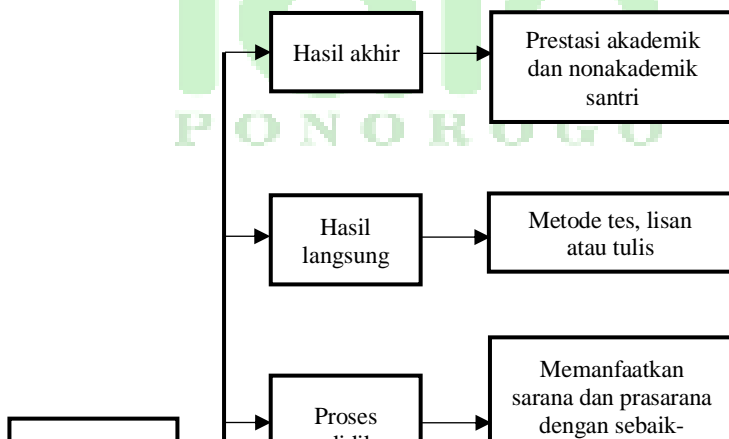 Hasil akhir
Prestasi akademik
dan nonakademik
santri
PONOROGO
Hasil
langsung
Metode tes, lisan
atau tulis
Proses
Memanfaatkan
sarana dan prasarana
dengan sebaik-